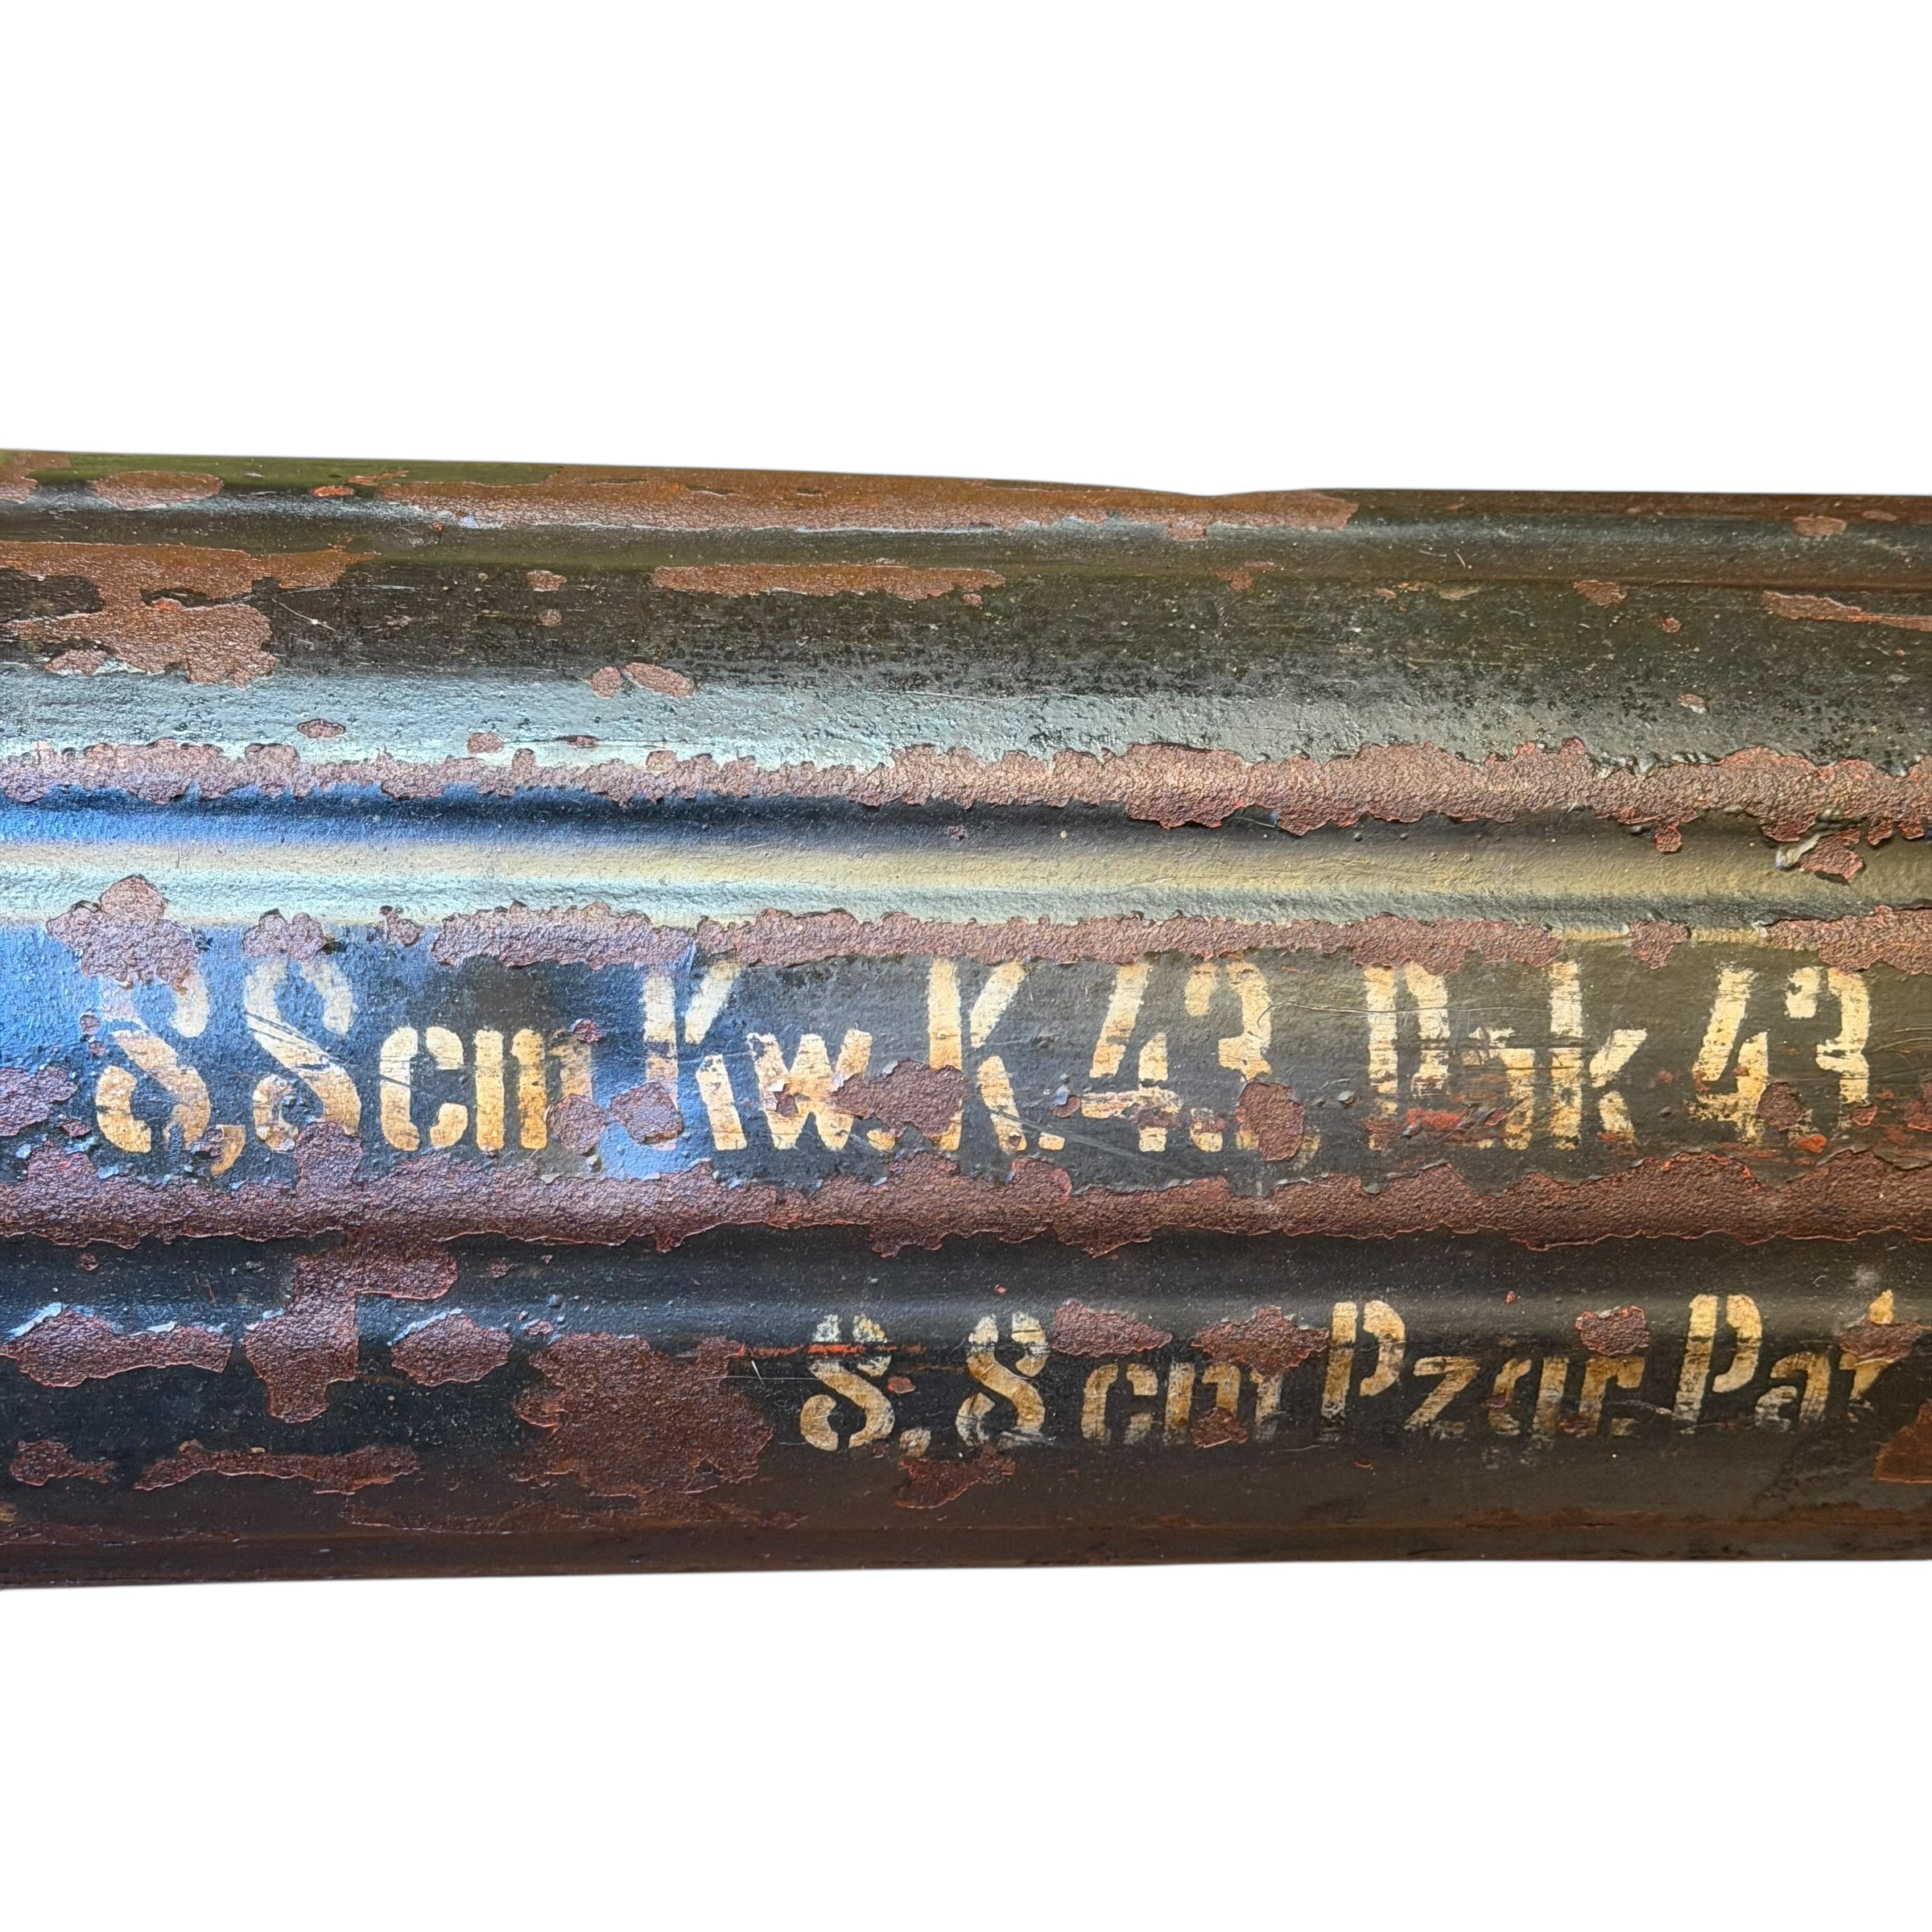 8,8cm Kw.K.43, Pak 43
8,8cm Pzgr. Pat